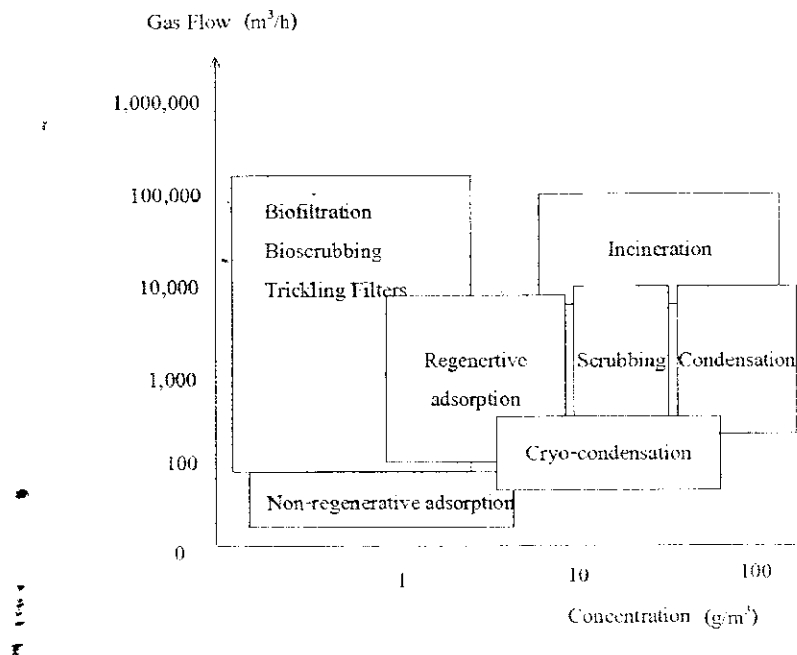 Gas Flow (m³/h)
1,000,000
100,000
10,000
1,000
100
0
Biofiltration
Bioscrubbing
Trickling Filters
Incineration
Regenertive
adsorption
Scrubbing
Condensation
Cryo-condensation
Non-regenerative adsorption
1
10
100
Concentration (g/m³)